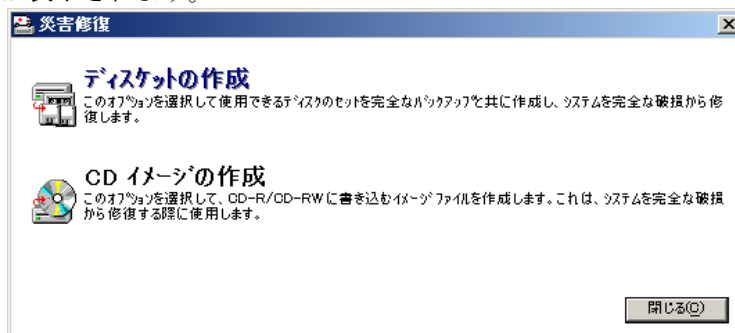 災害修復
ディスケットの作成
このオプションを選択して使用できるディスクのセットを完全なバックアップと共に作成し、システムを完全な破損から修
復します。
CD イメージの作成
このオプションを選択して、CD-R/CD-RWに書き込むイメージファイルを作成します。これは、システムを完全な破損
から修復する際に使用します。
閉じる(C)